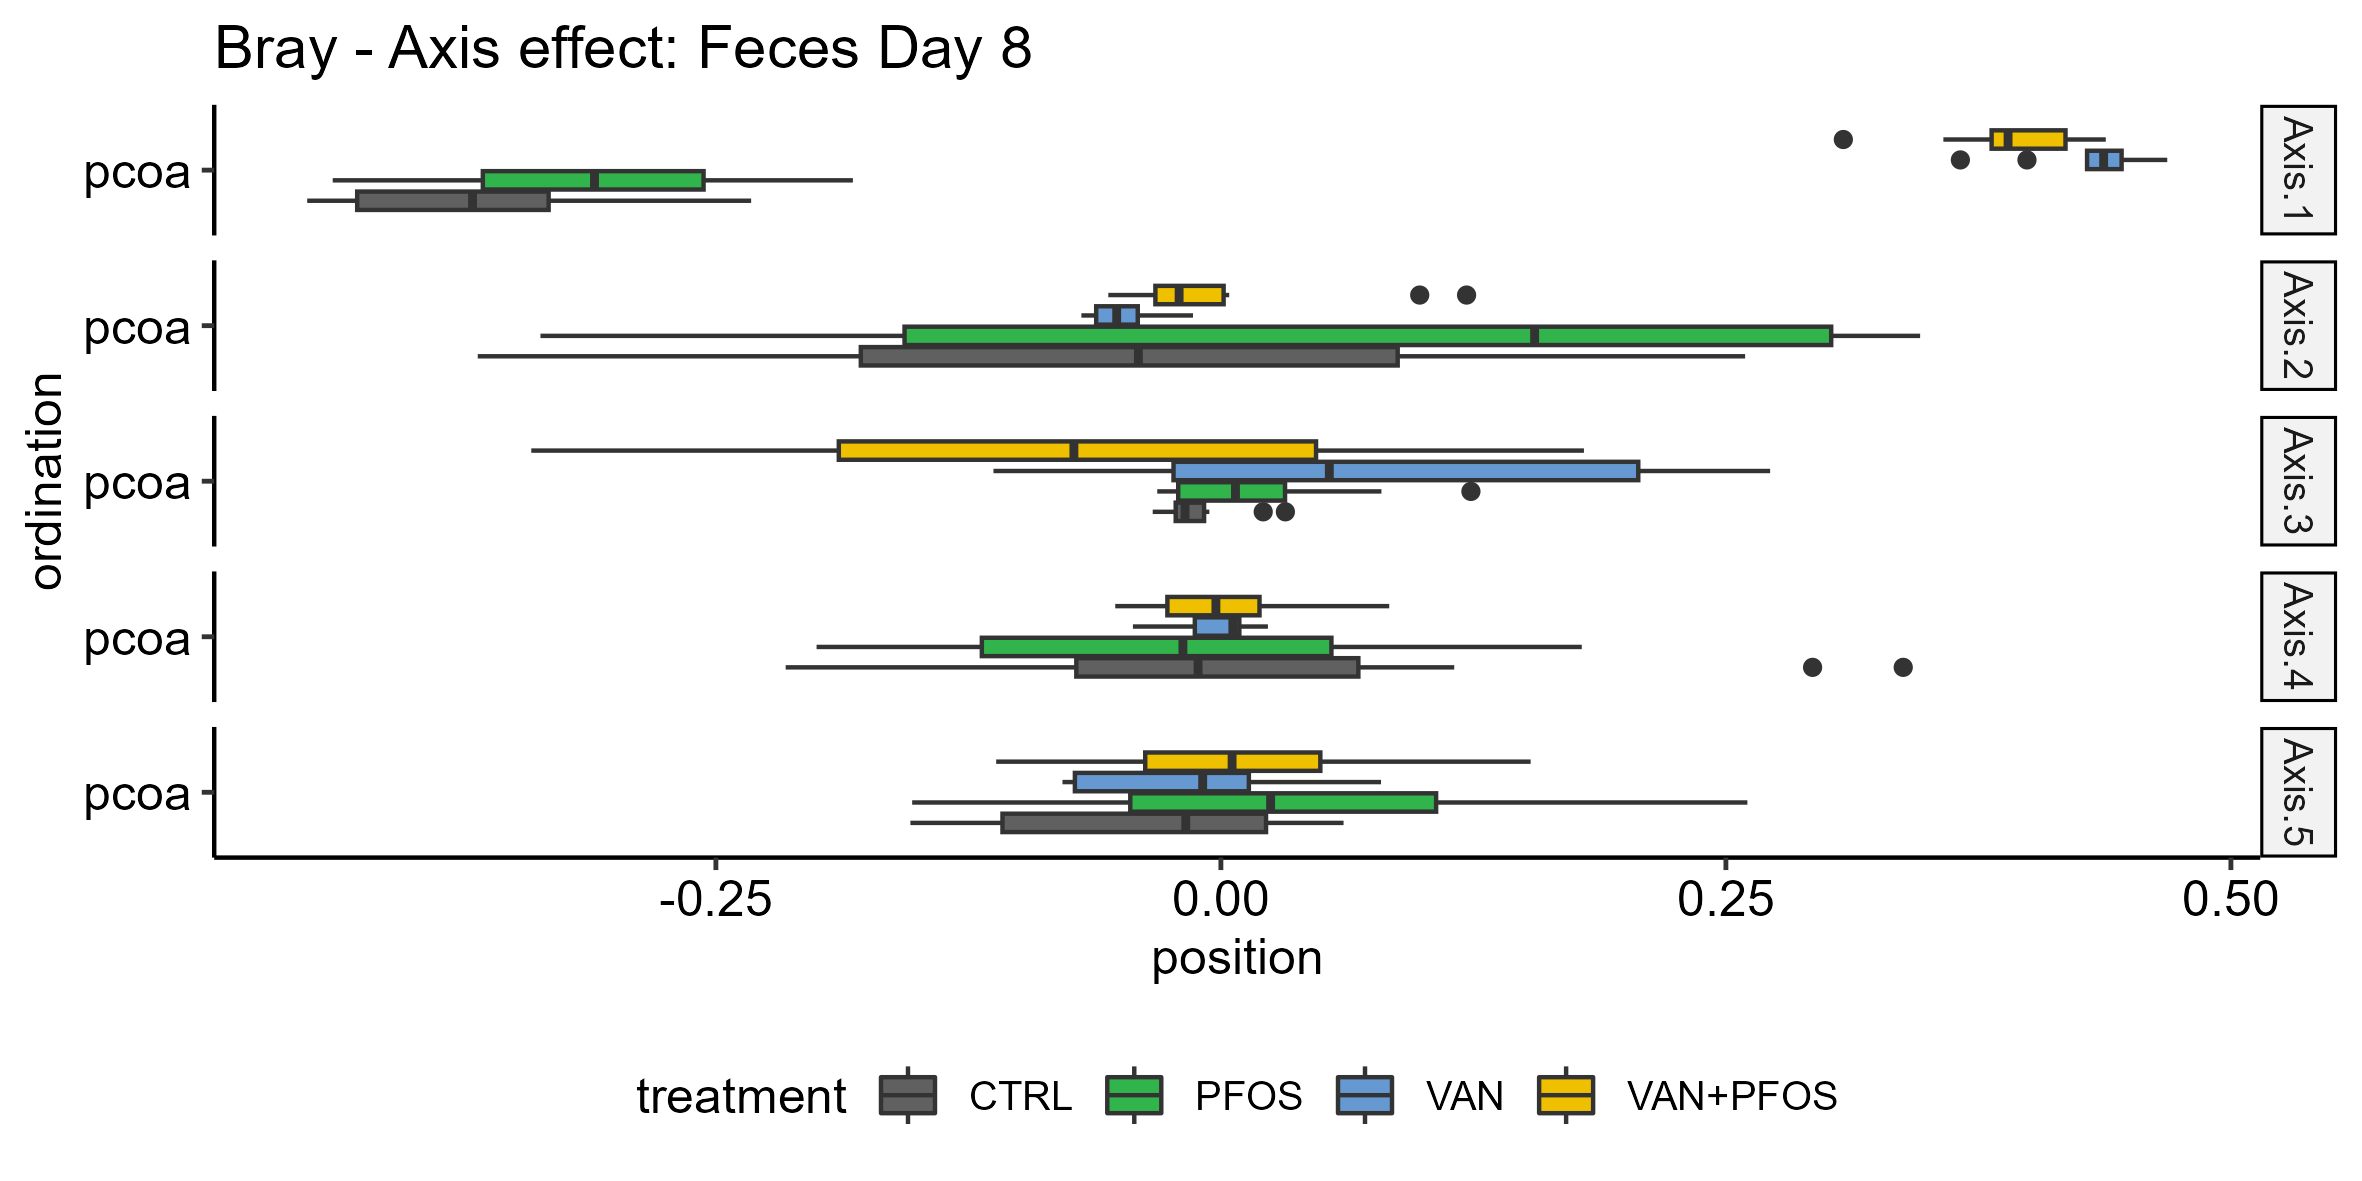 Bray - Axis effect: Feces Day 8
ordination
pcoa
Axis.1
pcoa
Axis.2
pcoa
Axis.3
pcoa
Axis.4
pcoa
Axis.5
-0.25 0.00 0.25 0.50
position
treatment CTRL PFOS VAN VAN+PFOS